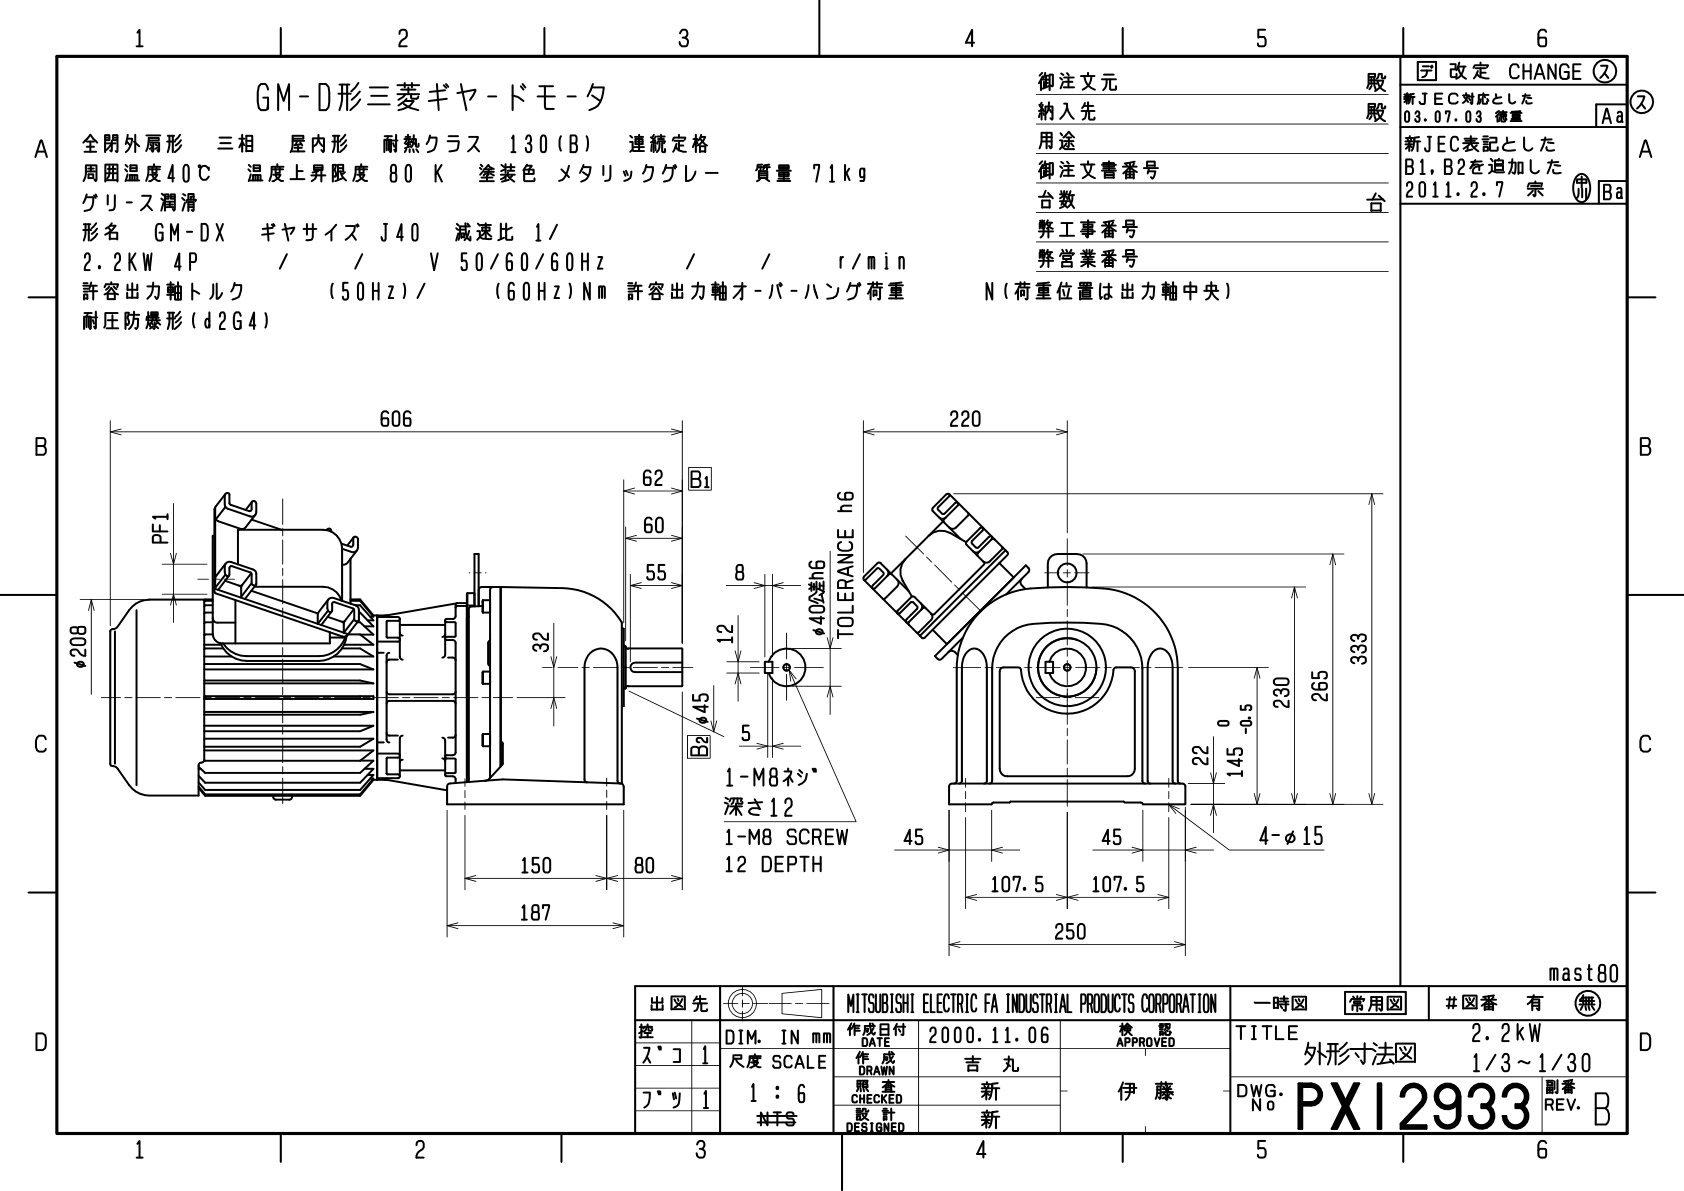 1 2 3 4 5 6
GM-D形三菱ギヤードモータ
全閉外扇形 三相 屋内形 耐熱クラス 130(B) 連続定格
周囲温度40℃ 温度上昇限度 80 K 塗装色 メタリックグレー 質量 71kg
グリース潤滑
形名 GM-DX ギヤサイズ J40 減速比 1/
2.2KW 4P / / V 50/60/60Hz / / r/min
許容出力軸トルク (50Hz)/ (60Hz)Nm 許容出力軸オーバーハング荷重 N(荷重位置は出力軸中央)
耐圧防爆形(d2G4)
御注文元 殿
納入先 殿
用途
御注文書番号
台数 台
弊工事番号
弊営業番号
デ 改定 CHANGE ス
新JEC対応とした
03.07.03 徳重 Aa
ス
新JEC表記とした
B1,B2を追加した
2011.2.7 宗 Ba
A A
B B
C C
D D
606
62 B1
60
55
PF1
φ208
32
φ45
B2
150 80
187
8
12
5
φ40公差h6
TOLERANCE h6
1-M8ネジ
深さ12
1-M8 SCREW
12 DEPTH
220
333
265
230
145 0 -0.5
22
45 45
4-φ15
107.5 107.5
250
mast80
出図先
控
ズコ 1
ブツ 1
DIM. IN mm
尺度 SCALE
1 : 6
NTS
MITSUBISHI ELECTRIC FA INDUSTRIAL PRODUCTS CORPORATION
作成日付 DATE 2000.11.06
検認 APPROVED
作成 DRAWN 吉丸
照査 CHECKED 新
伊藤
設計 DESIGNED 新
一時図 常用図 #図番 有 無
TITLE 2.2kW
外形寸法図 1/3~1/30
DWG. No PX12933
副番 REV. B
1 2 3 4 5 6